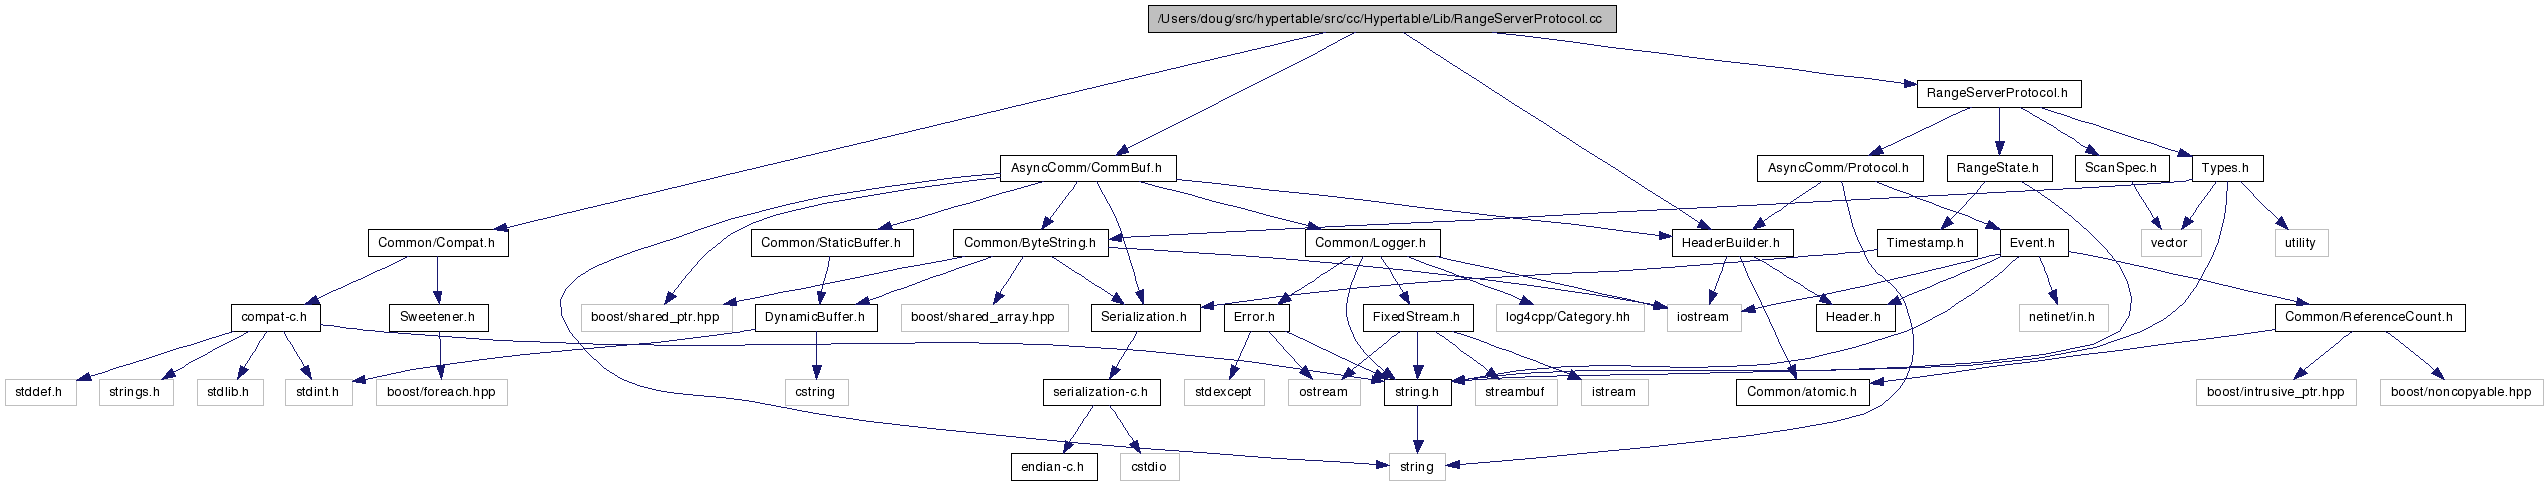 /Users/doug/src/hypertable/src/cc/Hypertable/Lib/RangeServerProtocol.cc
RangeServerProtocol.h
AsyncComm/CommBuf.h
AsyncComm/Protocol.h
RangeState.h
ScanSpec.h
Types.h
Common/Compat.h
Common/StaticBuffer.h
Common/ByteString.h
Common/Logger.h
HeaderBuilder.h
Timestamp.h
Event.h
vector
utility
compat-c.h
Sweetener.h
boost/shared_ptr.hpp
DynamicBuffer.h
boost/shared_array.hpp
Serialization.h
Error.h
FixedStream.h
log4cpp/Category.hh
iostream
Header.h
netinet/in.h
Common/ReferenceCount.h
stddef.h
strings.h
stdlib.h
stdint.h
boost/foreach.hpp
cstring
serialization-c.h
stdexcept
ostream
string.h
streambuf
istream
Common/atomic.h
boost/intrusive_ptr.hpp
boost/noncopyable.hpp
endian-c.h
cstdio
string